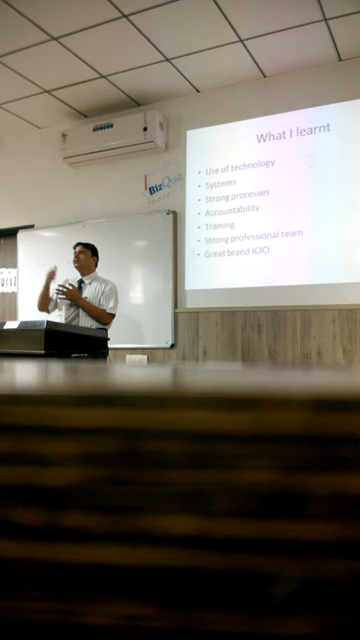 What I learnt
• Use of technology
• Systems
• Strong processes
• Accountability
• Training
• Strong professional team
• Great brand ICICI
BizQuiz